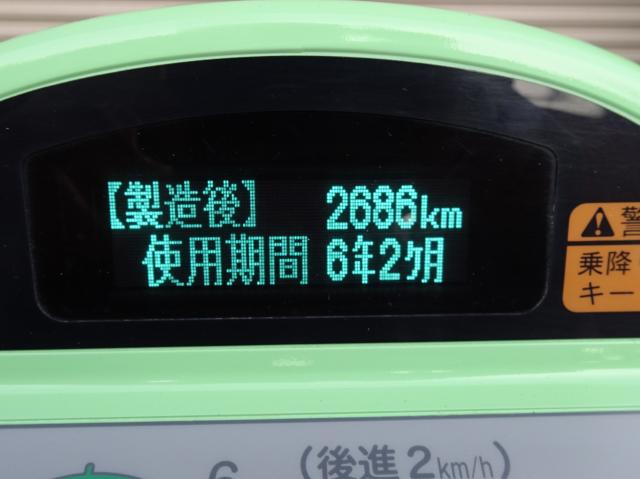 【製造後】 2686km
使用期間 6年2ヶ月
警
乗降
キー
6 (後進2km/h)